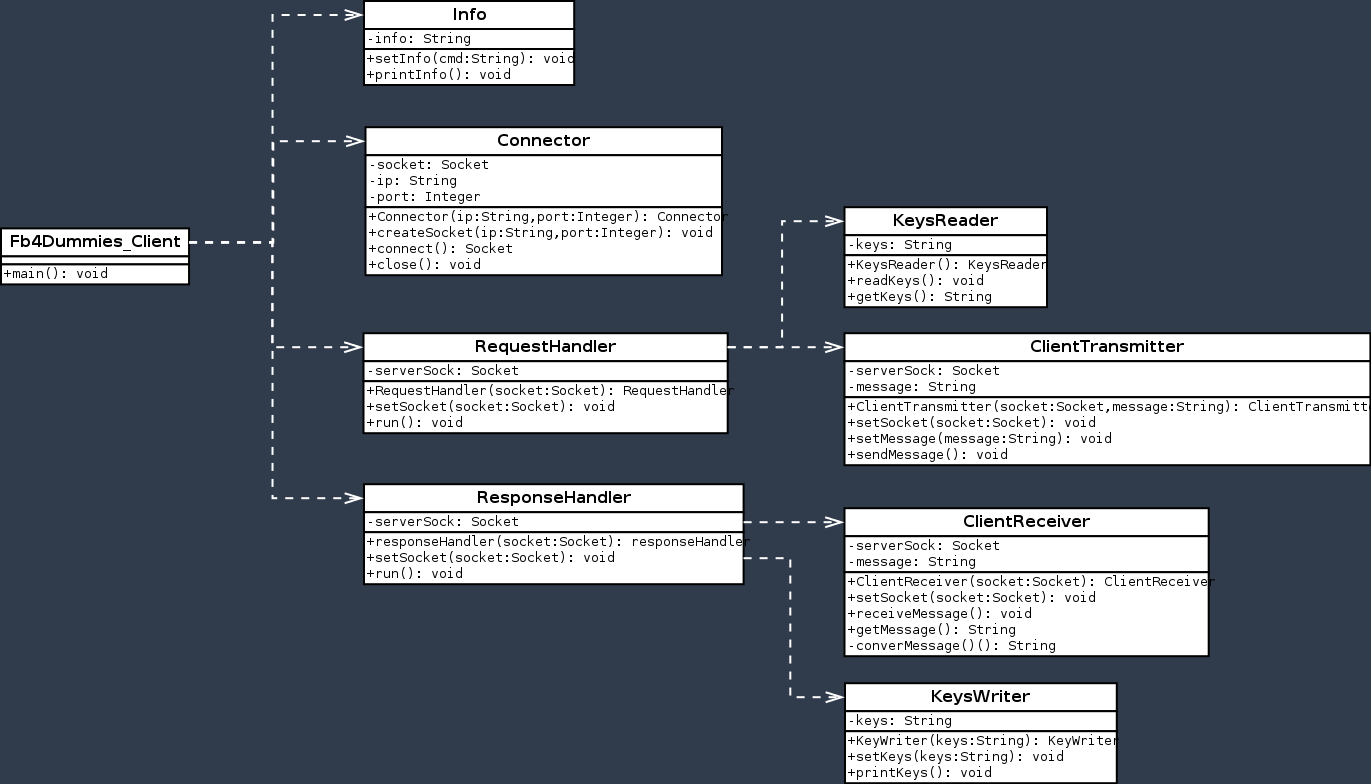 Info
-info: String
+setInfo(cmd:String): void
+printInfo(): void
Connector
-socket: Socket
-ip: String
-port: Integer
+Connector(ip:String,port:Integer): Connector
+createSocket(ip:String,port:Integer): void
+connect(): Socket
+close(): void
Fb4Dummies_Client
+main(): void
KeysReader
-keys: String
+KeysReader(): KeysReader
+readKeys(): void
+getKeys(): String
RequestHandler
-serverSock: Socket
+RequestHandler(socket:Socket): RequestHandler
+setSocket(socket:Socket): void
+run(): void
ClientTransmitter
-serverSock: Socket
-message: String
+ClientTransmitter(socket:Socket,message:String): ClientTransmitt
+setSocket(socket:Socket): void
+setMessage(message:String): void
+sendMessage(): void
ResponseHandler
-serverSock: Socket
+responseHandler(socket:Socket): responseHandler
+setSocket(socket:Socket): void
+run(): void
ClientReceiver
-serverSock: Socket
-message: String
+ClientReceiver(socket:Socket): ClientReceiver
+setSocket(socket:Socket): void
+receiveMessage(): void
+getMessage(): String
-converMessage()(): String
KeysWriter
-keys: String
+KeyWriter(keys:String): KeyWriter
+setKeys(keys:String): void
+printKeys(): void